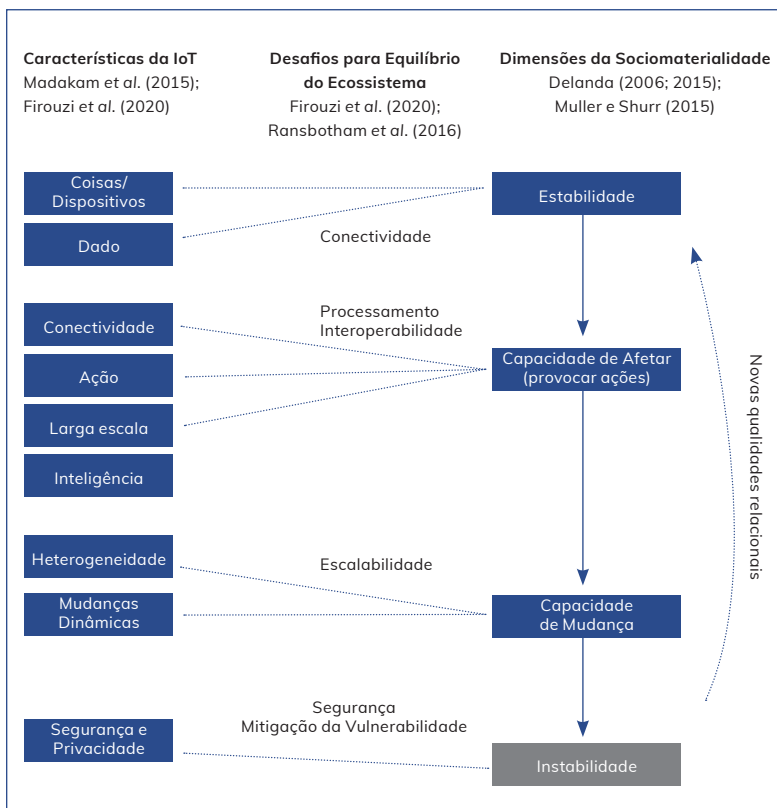 Características da IoT
Madakam et al. (2015);
Firouzi et al. (2020)
Desafios para Equilíbrio
do Ecossistema
Firouzi et al. (2020);
Ransbotham et al. (2016)
Dimensões da Sociomaterialidade
Delanda (2006; 2015);
Muller e Shurr (2015)
Coisas/
Dispositivos
Dado
Conectividade
Estabilidade
Conectividade
Ação
Larga escala
Inteligência
Processamento
Interoperabilidade
Capacidade de Afetar
(provocar ações)
Heterogeneidade
Mudanças
Dinâmicas
Escalabilidade
Capacidade
de Mudança
Segurança e
Privacidade
Segurança
Mitigação da Vulnerabilidade
Instabilidade
Novas qualidades relacionais